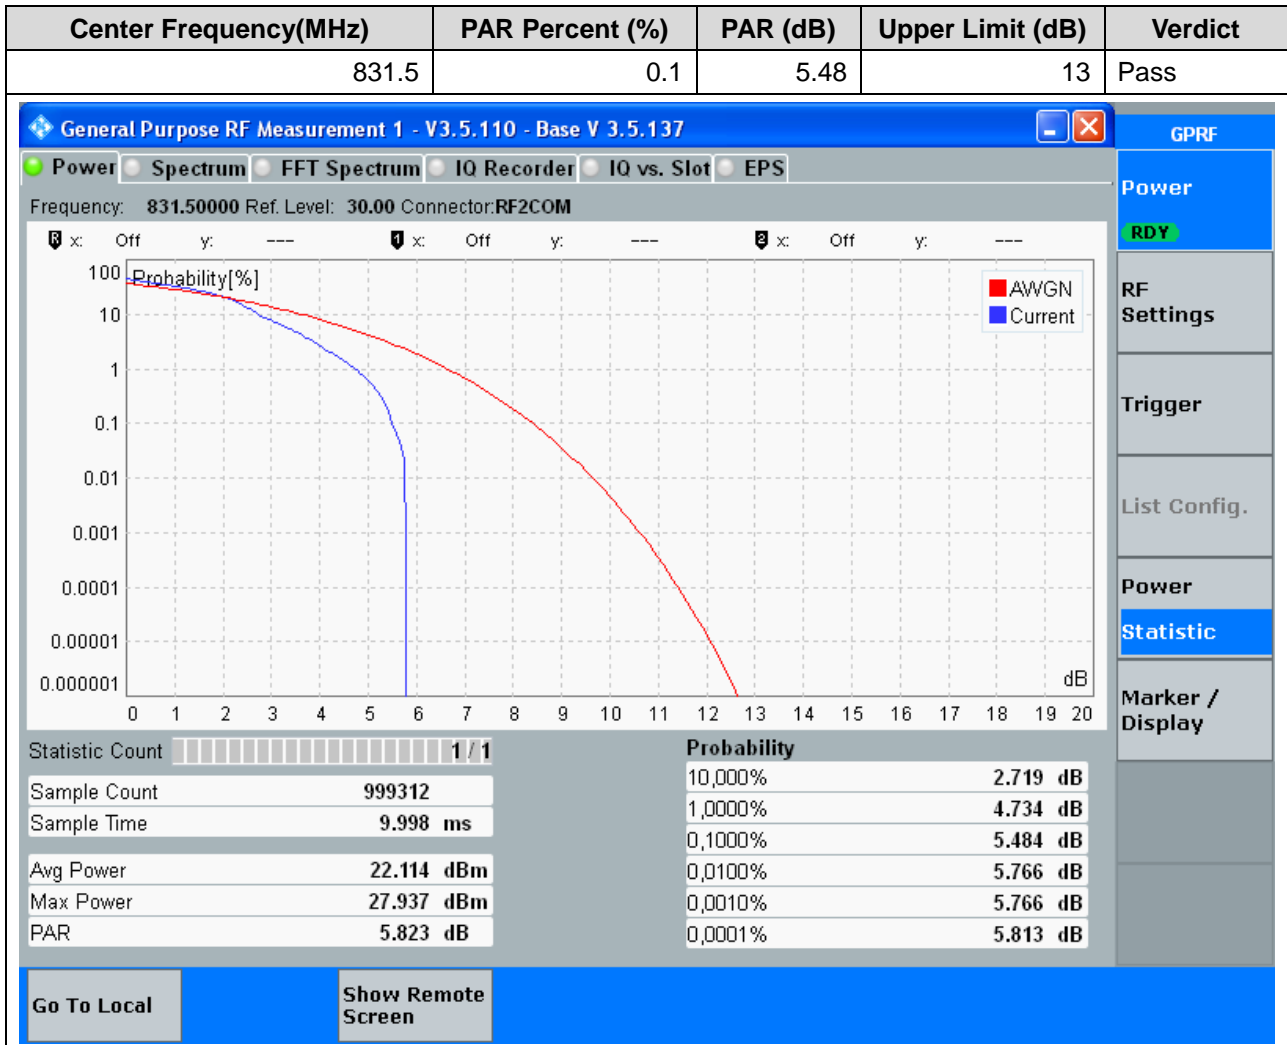 Center Frequency(MHz) PAR Percent (%) PAR (dB) Upper Limit (dB) Verdict
831.5 0.1 5.48 13 Pass
General Purpose RF Measurement 1 - V3.5.110 - Base V 3.5.137
GPRF
Power Spectrum FFT Spectrum IQ Recorder IQ vs. Slot EPS
Frequency: 831.50000 Ref. Level: 30.00 Connector:RF2COM
Power
RDY
R x: Off y: --- 1 x: Off y: --- 2 x: Off y: ---
100 Probability[%]
AWGN
Current
10
1
0.1
0.01
0.001
0.0001
0.00001
0.000001
dB
0 1 2 3 4 5 6 7 8 9 10 11 12 13 14 15 16 17 18 19 20
RF
Settings
Trigger
List Config.
Power
Statistic
Marker /
Display
Statistic Count 1 / 1
Sample Count 999312
Sample Time 9.998 ms
Avg Power 22.114 dBm
Max Power 27.937 dBm
PAR 5.823 dB
Probability
10,000% 2.719 dB
1,0000% 4.734 dB
0,1000% 5.484 dB
0,0100% 5.766 dB
0,0010% 5.766 dB
0,0001% 5.813 dB
Go To Local
Show Remote
Screen